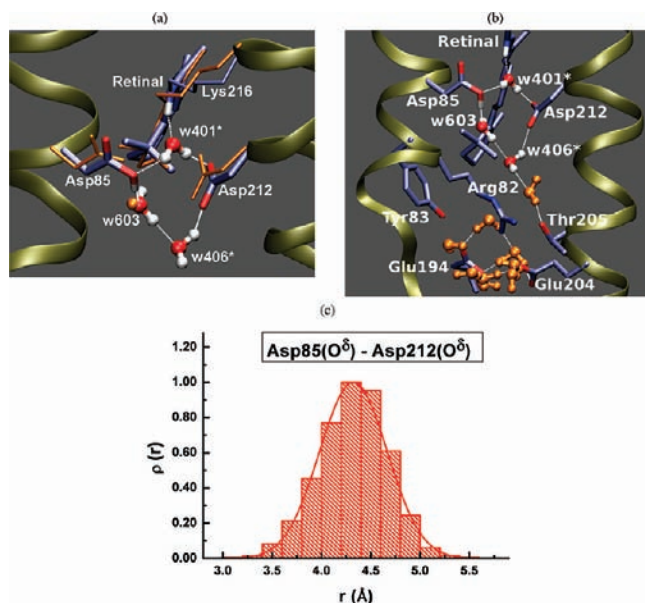 (a)
(b)
Retinal
Lys216
w401*
Asp85
Asp212
w603
w406*
Retinal
w401*
Asp85
Asp212
w603
w406*
Arg82
Tyr83
Thr205
Glu194
Glu204
(c)
Asp85(O^δ) - Asp212(O^δ)
1.20
1.00
0.80
0.60
0.40
0.20
0.00
ρ (r)
3.0 3.5 4.0 4.5 5.0 5.5
r (Å)